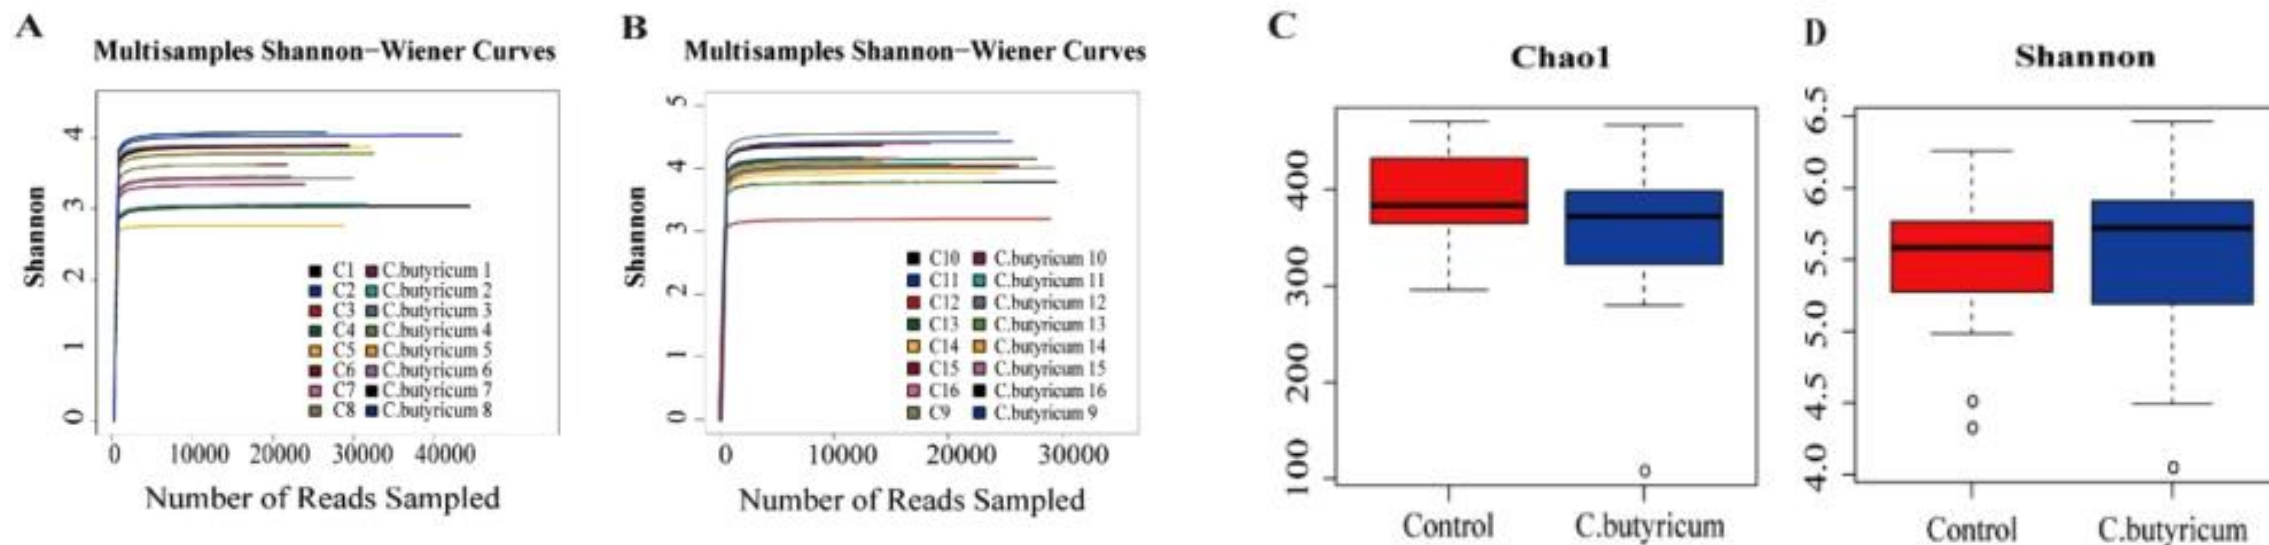 A
Multisamples Shannon−Wiener Curves
Shannon
4
3
2
1
0
C1 C.butyricum 1
C2 C.butyricum 2
C3 C.butyricum 3
C4 C.butyricum 4
C5 C.butyricum 5
C6 C.butyricum 6
C7 C.butyricum 7
C8 C.butyricum 8
0 10000 20000 30000 40000
Number of Reads Sampled
B
Multisamples Shannon−Wiener Curves
Shannon
5
4
3
2
1
0
C10 C.butyricum 10
C11 C.butyricum 11
C12 C.butyricum 12
C13 C.butyricum 13
C14 C.butyricum 14
C15 C.butyricum 15
C16 C.butyricum 16
C9 C.butyricum 9
0 10000 20000 30000
Number of Reads Sampled
C
Chao1
400
300
200
100
Control C.butyricum
D
Shannon
6.5
6.0
5.5
5.0
4.5
4.0
Control C.butyricum